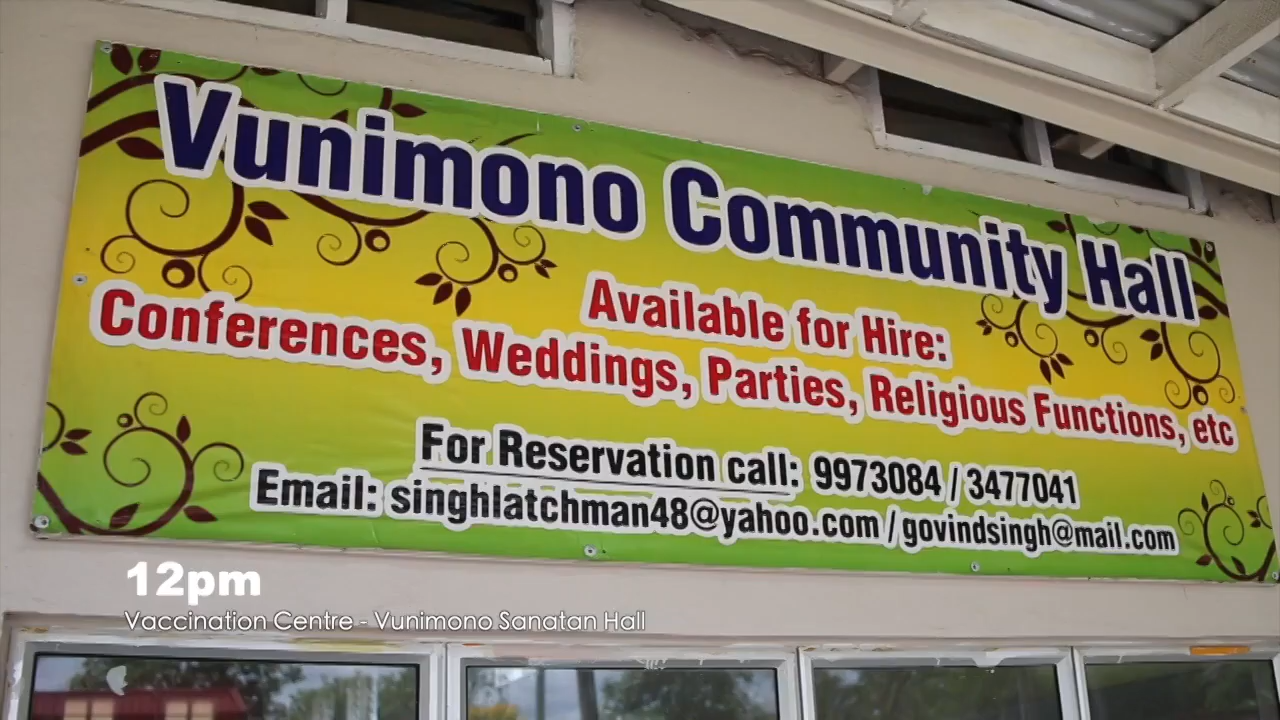 Vunimono Community Hall
Available for Hire:
Conferences, Weddings, Parties, Religious Functions, etc
For Reservation call: 9973084 / 3477041
Email: singhlatchman48@yahoo.com / govindsingh@mail.com
12pm
Vaccination Centre - Vunimono Sanatan Hall